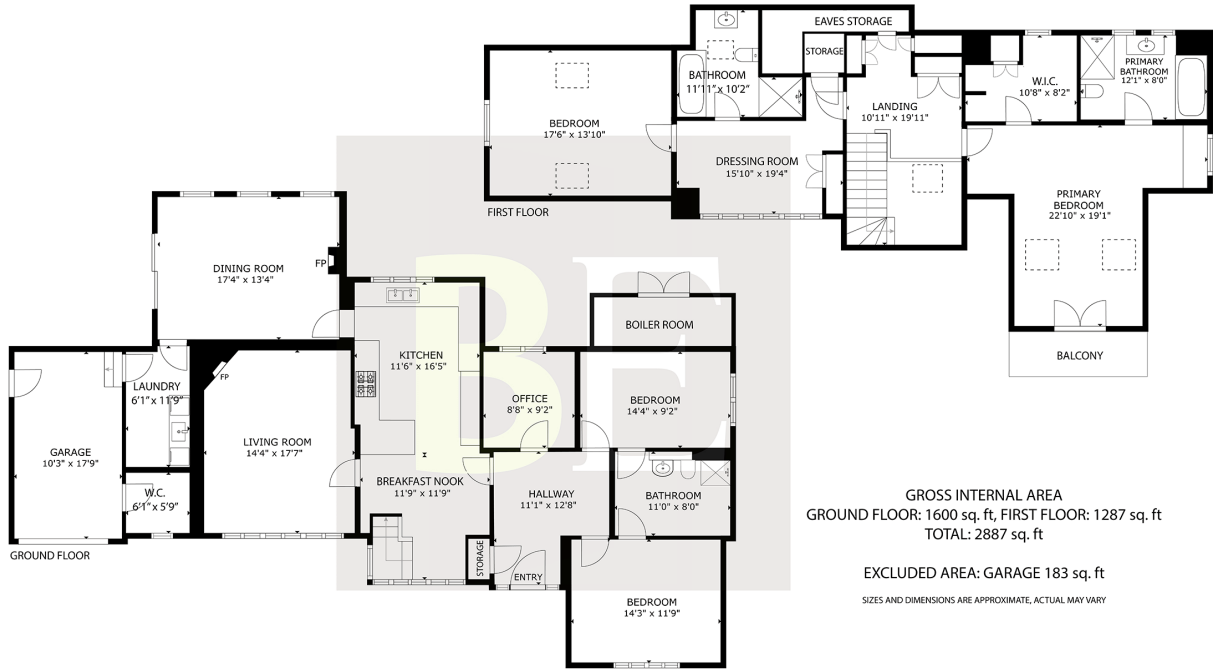 EAVES STORAGE
STORAGE
BATHROOM
11'11" x 10'2"
BEDROOM
17'6" x 13'10"
DRESSING ROOM
15'10" x 19'4"
LANDING
10'11" x 19'11"
W.I.C.
10'8" x 8'2"
PRIMARY
BATHROOM
12'1" x 8'0"
PRIMARY
BEDROOM
22'10" x 19'1"
BALCONY
FIRST FLOOR
DINING ROOM
17'4" x 13'4"
FP
KITCHEN
11'6" x 16'5"
BOILER ROOM
LAUNDRY
6'1" x 11'9"
FP
OFFICE
8'8" x 9'2"
BEDROOM
14'4" x 9'2"
GARAGE
10'3" x 17'9"
LIVING ROOM
14'4" x 17'7"
BREAKFAST NOOK
11'9" x 11'9"
HALLWAY
11'1" x 12'8"
BATHROOM
11'0" x 8'0"
W.C.
6'1" x 5'9"
STORAGE
ENTRY
BEDROOM
14'3" x 11'9"
GROUND FLOOR
BE
GROSS INTERNAL AREA
GROUND FLOOR: 1600 sq. ft, FIRST FLOOR: 1287 sq. ft
TOTAL: 2887 sq. ft
EXCLUDED AREA: GARAGE 183 sq. ft
SIZES AND DIMENSIONS ARE APPROXIMATE, ACTUAL MAY VARY